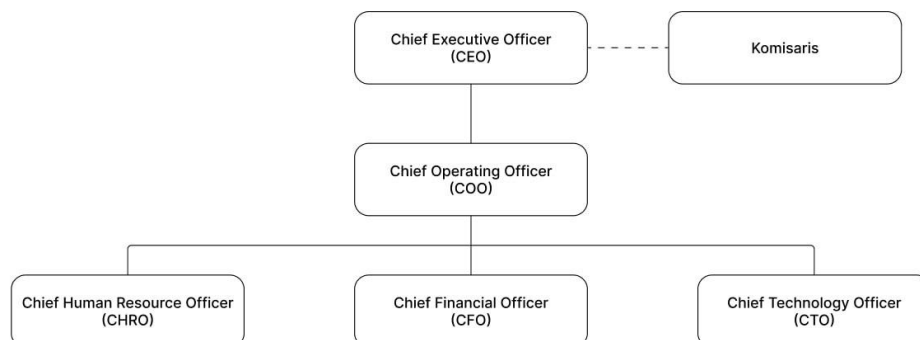 Chief Executive Officer
(CEO)
Komisaris
Chief Operating Officer
(COO)
Chief Human Resource Officer
(CHRO)
Chief Financial Officer
(CFO)
Chief Technology Officer
(CTO)